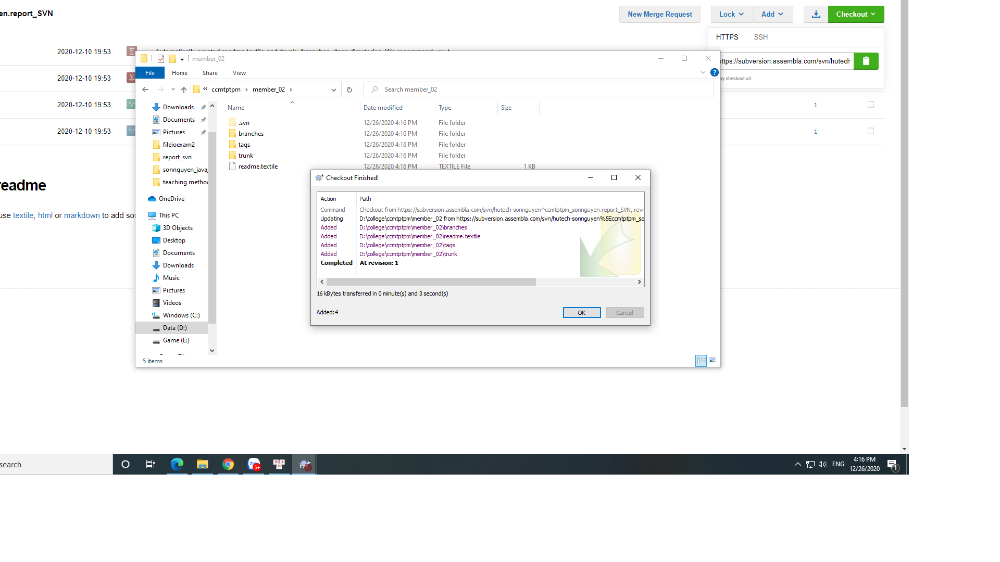 en.report_SVN
New Merge Request
Lock
Add
Checkout
HTTPS
SSH
https://subversion.assembla.com/svn/hutech
by checkout url.
2020-12-10 19:53
2020-12-10 19:53
2020-12-10 19:53
1
2020-12-10 19:53
1
readme
use textile, html or markdown to add so
member_02
File
Home
Share
View
?
« ccmtptpm > member_02 >
Search member_02
Downloads
Documents
Pictures
fileioexam2
report_svn
sonnguyen_java_
teaching metho
OneDrive
This PC
3D Objects
Desktop
Documents
Downloads
Music
Pictures
Videos
Windows (C:)
Data (D:)
Game (E:)
5 items
Name
Date modified
Type
Size
.svn
12/26/2020 4:16 PM
File folder
branches
12/26/2020 4:16 PM
File folder
tags
12/26/2020 4:16 PM
File folder
trunk
12/26/2020 4:16 PM
File folder
readme.textile
12/26/2020 4:16 PM
TEXTILE File
1 KB
Checkout Finished!
Action
Path
Command
Checkout from https://subversion.assembla.com/svn/hutech-sonnguyen^ccmtptpm_sonnguyen.report_SVN, revi
Updating
D:\college\ccmtptpm\member_02 from https://subversion.assembla.com/svn/hutech-sonnguyen%5Eccmtptpm_so
Added
D:\college\ccmtptpm\member_02\branches
Added
D:\college\ccmtptpm\member_02\readme.textile
Added
D:\college\ccmtptpm\member_02\tags
Added
D:\college\ccmtptpm\member_02\trunk
Completed
At revision: 1
16 kBytes transferred in 0 minute(s) and 3 second(s)
Added:4
OK
Cancel
search
5+
ENG
4:16 PM
12/26/2020
1